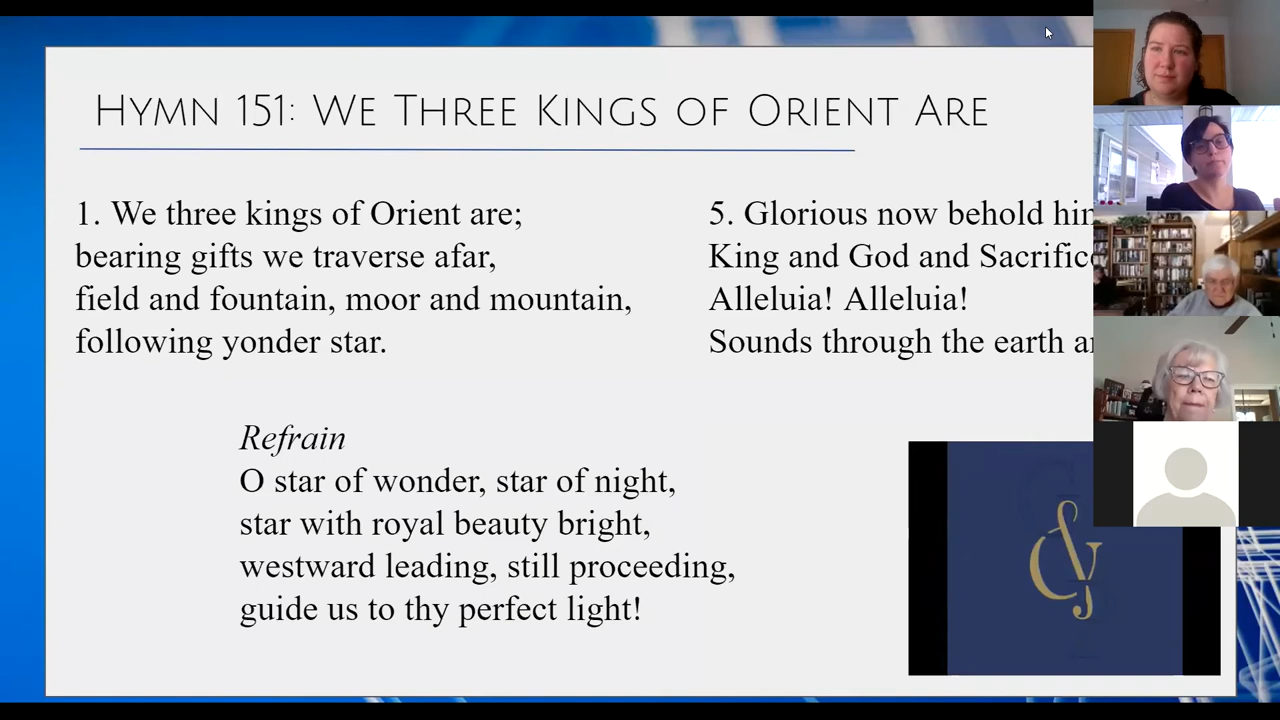 HYMN 151: WE THREE KINGS OF ORIENT ARE
1. We three kings of Orient are;
bearing gifts we traverse afar,
field and fountain, moor and mountain,
following yonder star.
5. Glorious now behold
King and God and
Alleluia! Alleluia!
Sounds through the earth
Refrain
O star of wonder, star of night,
star with royal beauty bright,
westward leading, still proceeding,
guide us to thy perfect light!